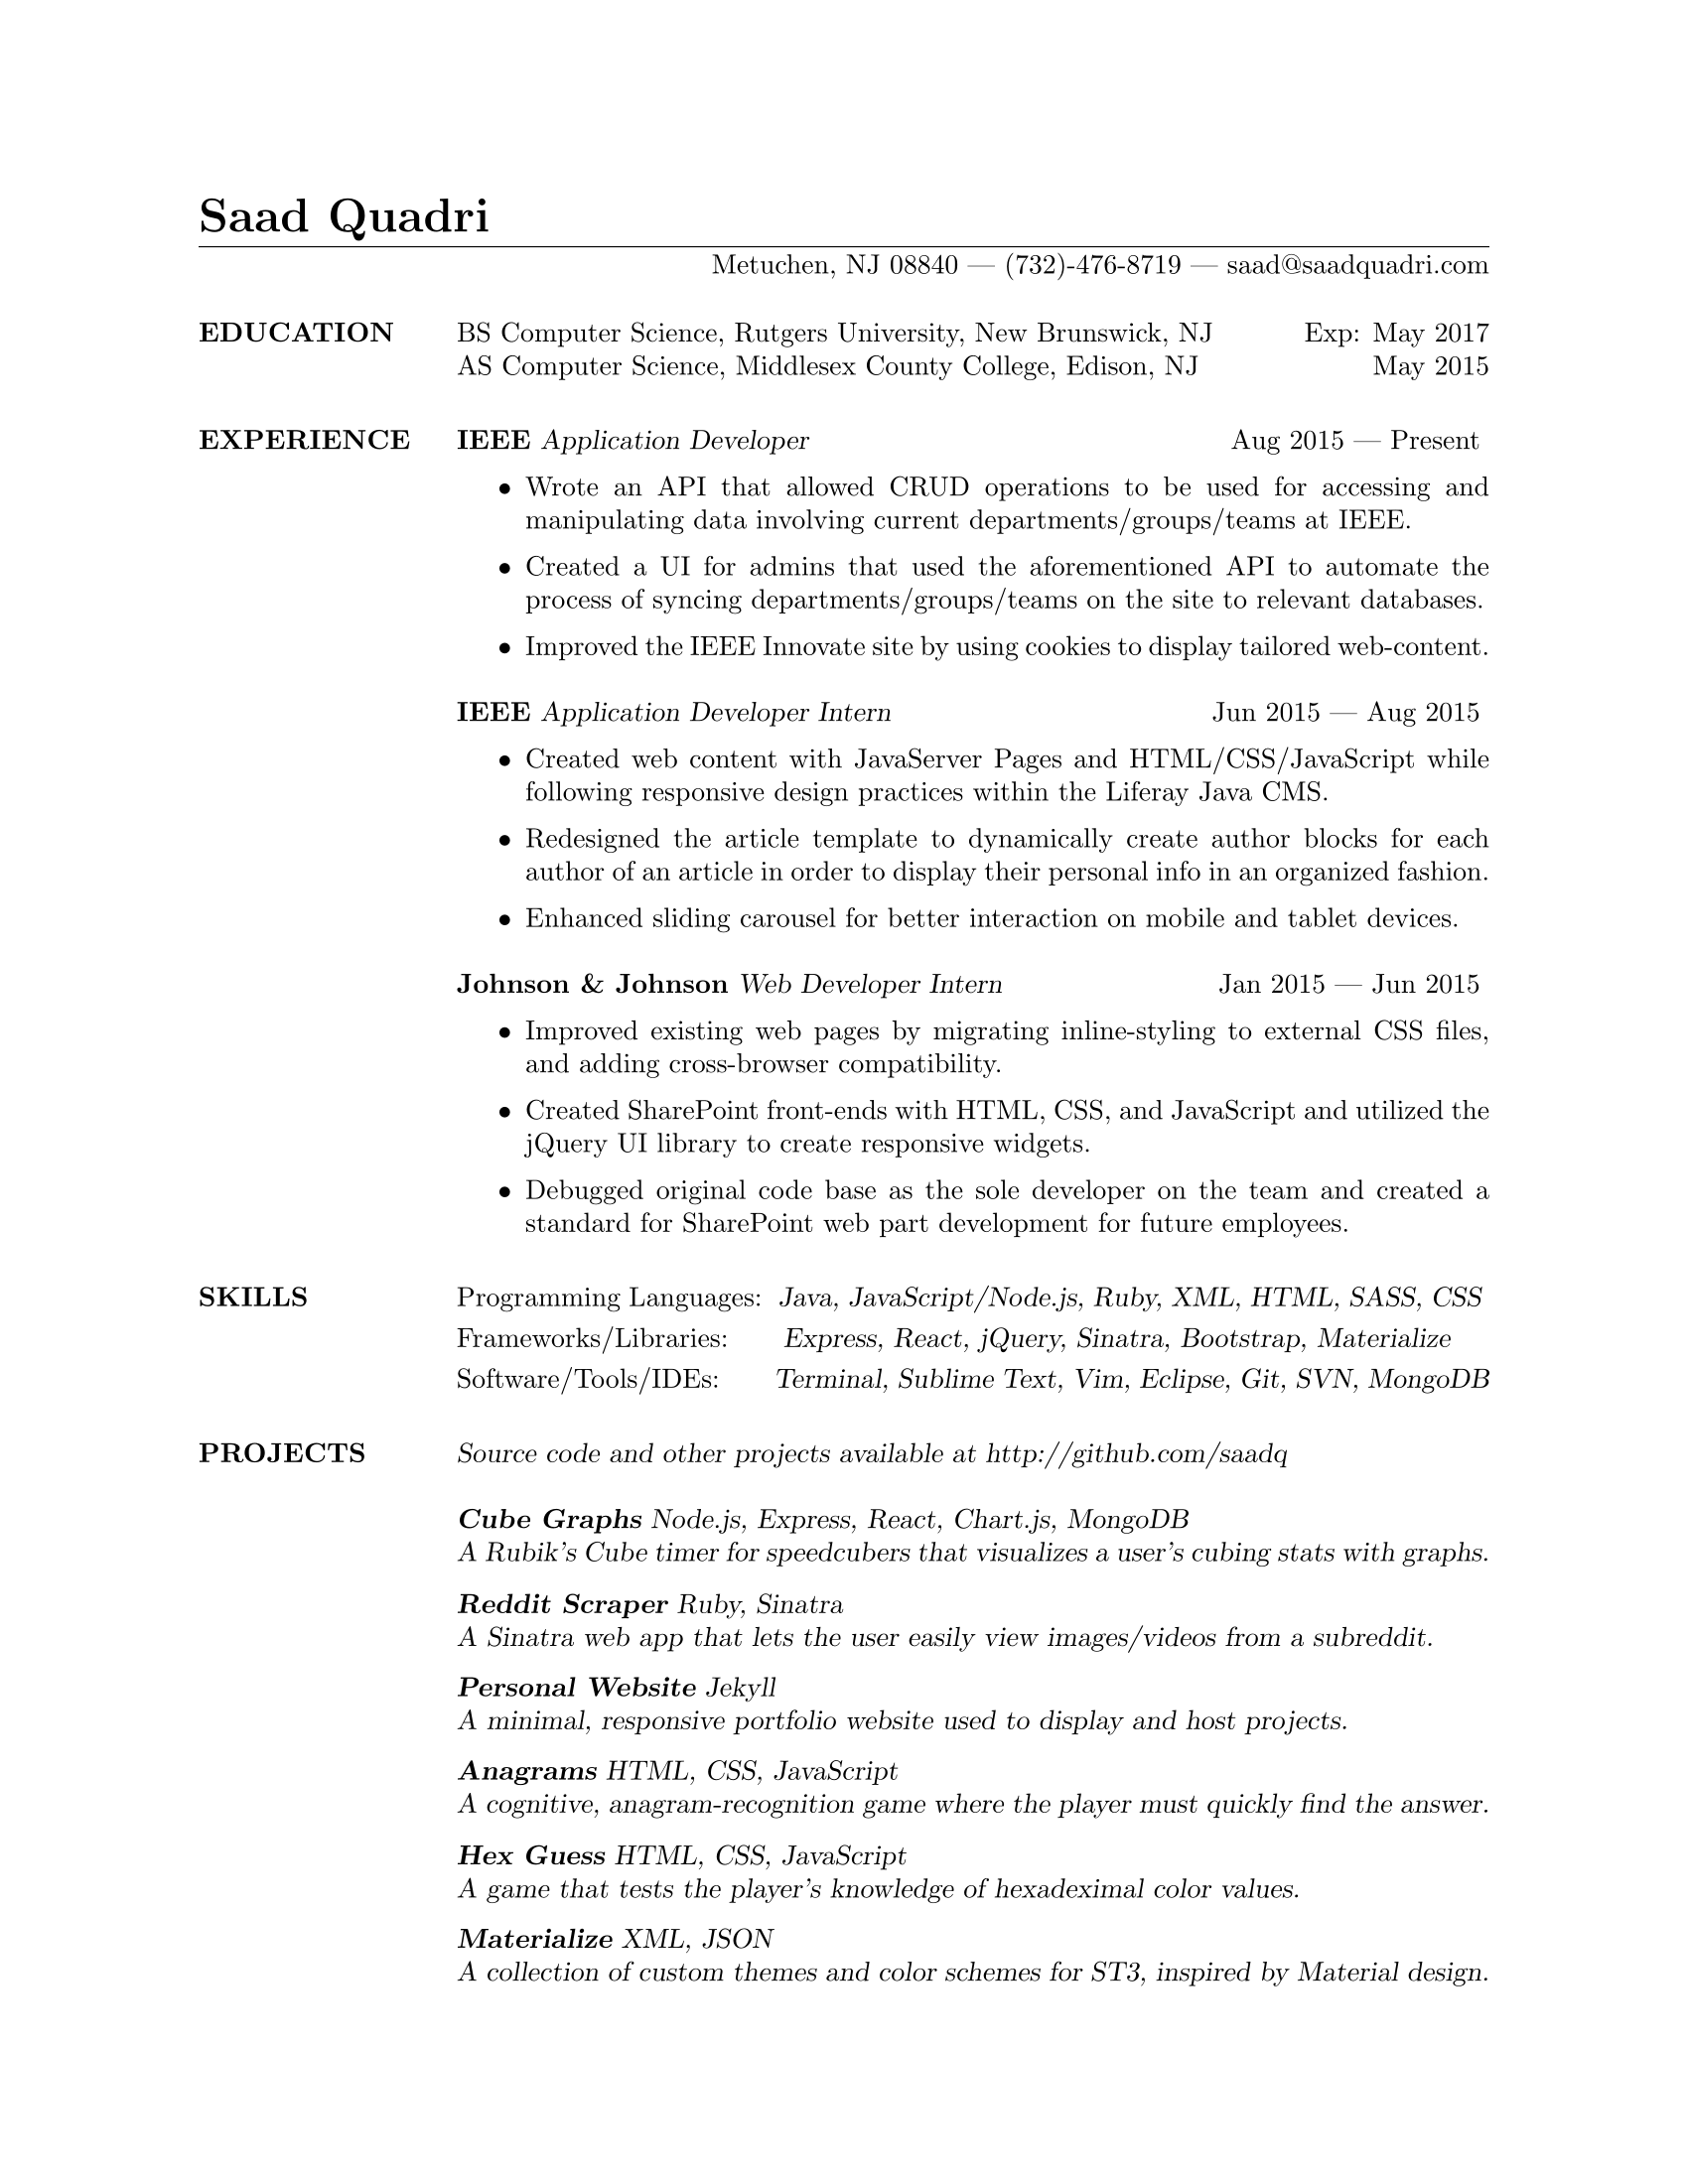 Saad Quadri
Metuchen, NJ 08840 — (732)-476-8719 — saad@saadquadri.com
EDUCATION BS Computer Science, Rutgers University, New Brunswick, NJ Exp: May 2017
AS Computer Science, Middlesex County College, Edison, NJ May 2015
EXPERIENCE IEEE Application Developer Aug 2015 — Present
• Wrote an API that allowed CRUD operations to be used for accessing and
manipulating data involving current departments/groups/teams at IEEE.
• Created a UI for admins that used the aforementioned API to automate the
process of syncing departments/groups/teams on the site to relevant databases.
• Improved the IEEE Innovate site by using cookies to display tailored web-content.
IEEE Application Developer Intern Jun 2015 — Aug 2015
• Created web content with JavaServer Pages and HTML/CSS/JavaScript while
following responsive design practices within the Liferay Java CMS.
• Redesigned the article template to dynamically create author blocks for each
author of an article in order to display their personal info in an organized fashion.
• Enhanced sliding carousel for better interaction on mobile and tablet devices.
Johnson & Johnson Web Developer Intern Jan 2015 — Jun 2015
• Improved existing web pages by migrating inline-styling to external CSS files,
and adding cross-browser compatibility.
• Created SharePoint front-ends with HTML, CSS, and JavaScript and utilized the
jQuery UI library to create responsive widgets.
• Debugged original code base as the sole developer on the team and created a
standard for SharePoint web part development for future employees.
SKILLS Programming Languages: Java, JavaScript/Node.js, Ruby, XML, HTML, SASS, CSS
Frameworks/Libraries: Express, React, jQuery, Sinatra, Bootstrap, Materialize
Software/Tools/IDEs: Terminal, Sublime Text, Vim, Eclipse, Git, SVN, MongoDB
PROJECTS Source code and other projects available at http://github.com/saadq
Cube Graphs Node.js, Express, React, Chart.js, MongoDB
A Rubik's Cube timer for speedcubers that visualizes a user's cubing stats with graphs.
Reddit Scraper Ruby, Sinatra
A Sinatra web app that lets the user easily view images/videos from a subreddit.
Personal Website Jekyll
A minimal, responsive portfolio website used to display and host projects.
Anagrams HTML, CSS, JavaScript
A cognitive, anagram-recognition game where the player must quickly find the answer.
Hex Guess HTML, CSS, JavaScript
A game that tests the player's knowledge of hexadeximal color values.
Materialize XML, JSON
A collection of custom themes and color schemes for ST3, inspired by Material design.